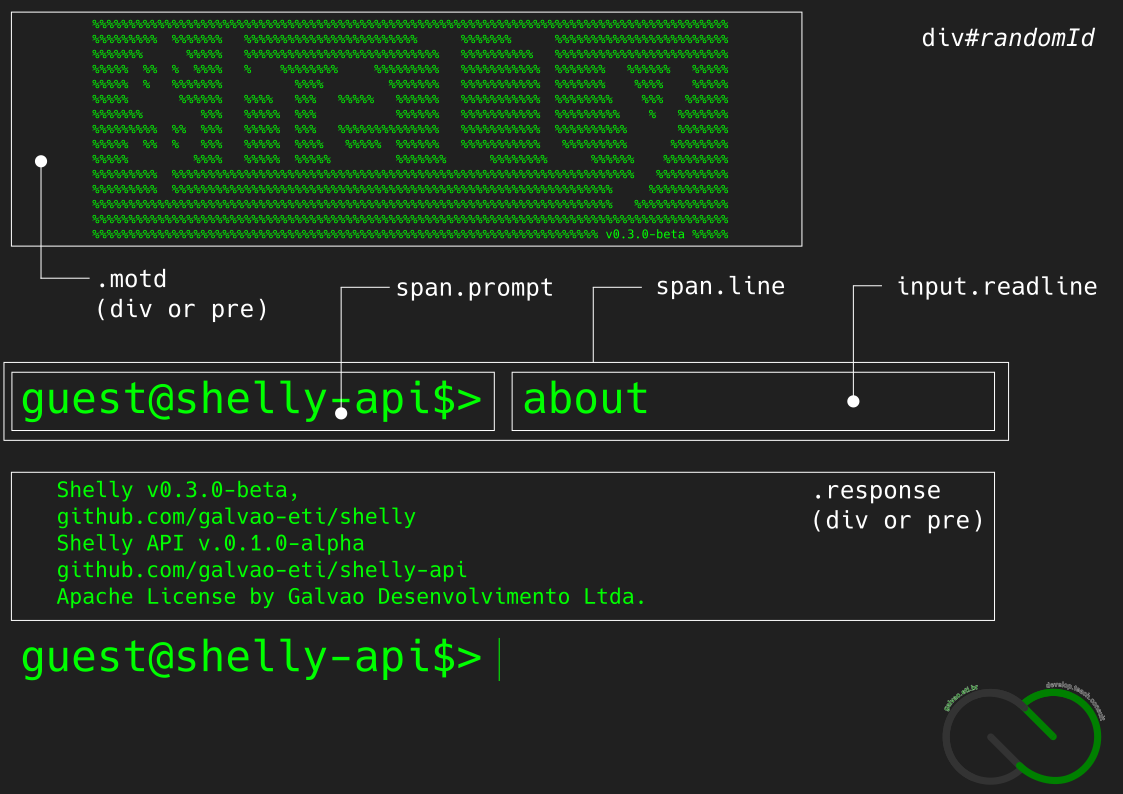 div#randomId
v0.3.0-beta
.motd
(div or pre)
span.prompt
span.line
input.readline
guest@shelly-api$> about
Shelly v0.3.0-beta,
github.com/galvao-eti/shelly
Shelly API v.0.1.0-alpha
github.com/galvao-eti/shelly-api
Apache License by Galvao Desenvolvimento Ltda.
.response
(div or pre)
guest@shelly-api$>
galvao.eti.br
develop.teach.consult